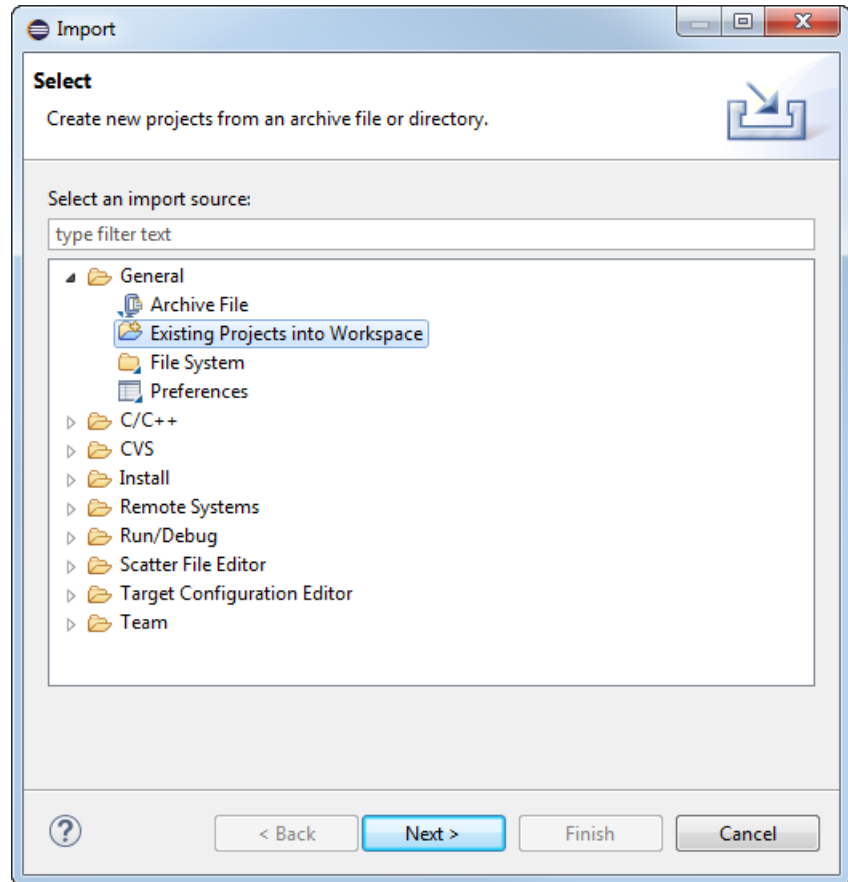 Import
Select
Create new projects from an archive file or directory.
Select an import source:
type filter text
General
Archive File
Existing Projects into Workspace
File System
Preferences
C/C++
CVS
Install
Remote Systems
Run/Debug
Scatter File Editor
Target Configuration Editor
Team
? < Back Next > Finish Cancel